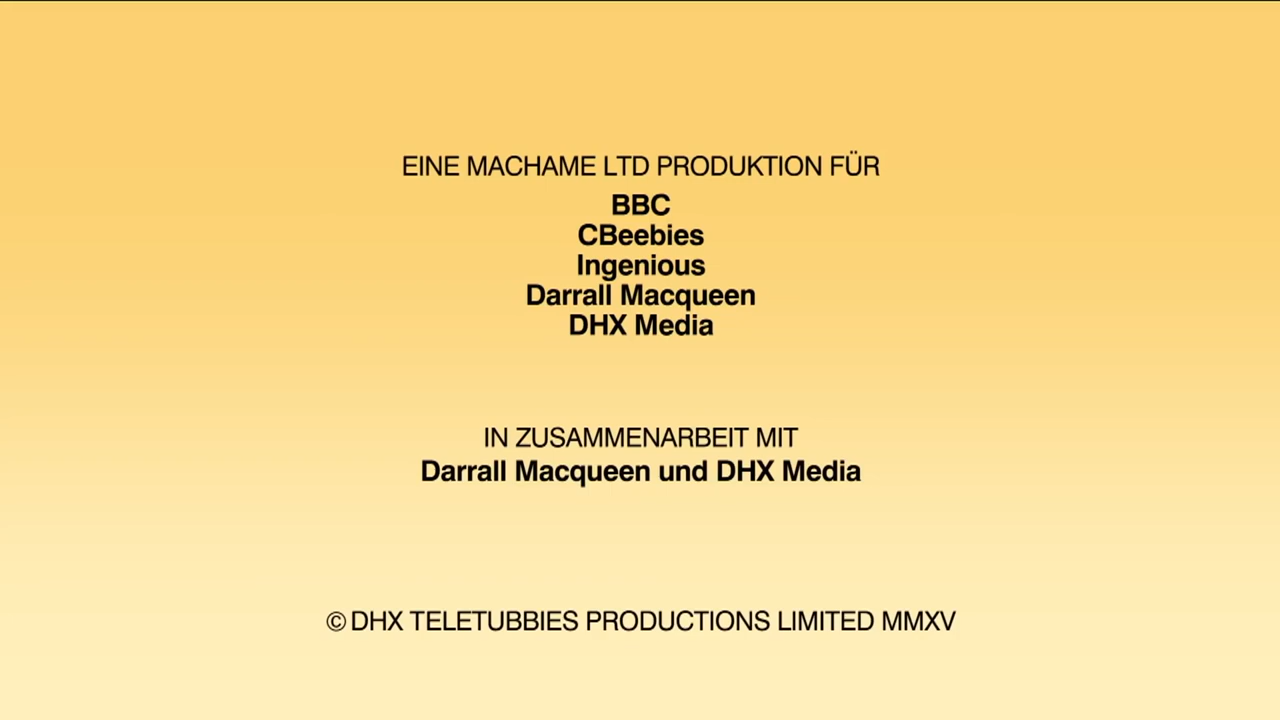 EINE MACHAME LTD PRODUKTION FÜR
BBC
CBeebies
Ingenious
Darrall Macqueen
DHX Media
IN ZUSAMMENARBEIT MIT
Darrall Macqueen und DHX Media
© DHX TELETUBBIES PRODUCTIONS LIMITED MMXV